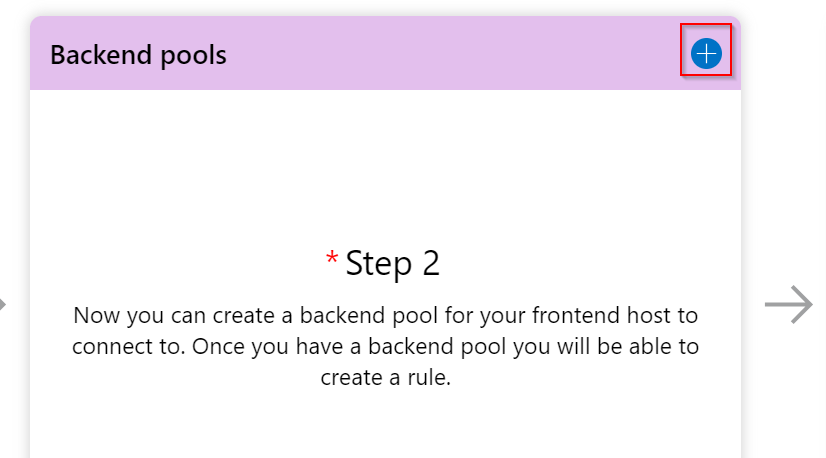 Backend pools
* Step 2
Now you can create a backend pool for your frontend host to
connect to. Once you have a backend pool you will be able to
create a rule.